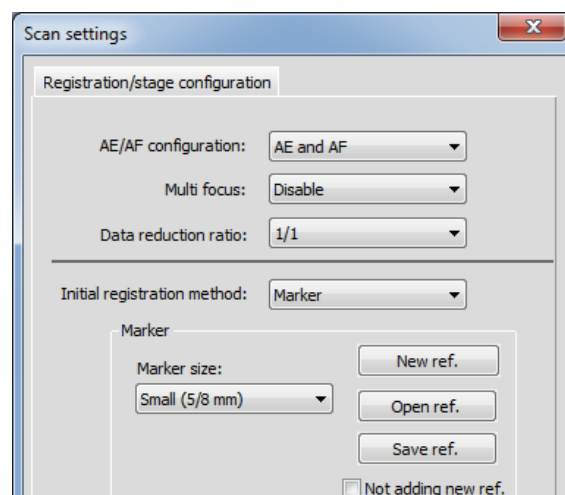 Scan settings
Registration/stage configuration
AE/AF configuration: AE and AF
Multi focus: Disable
Data reduction ratio: 1/1
Initial registration method: Marker
Marker
Marker size:
New ref.
Small (5/8 mm)
Open ref.
Save ref.
Not adding new ref.